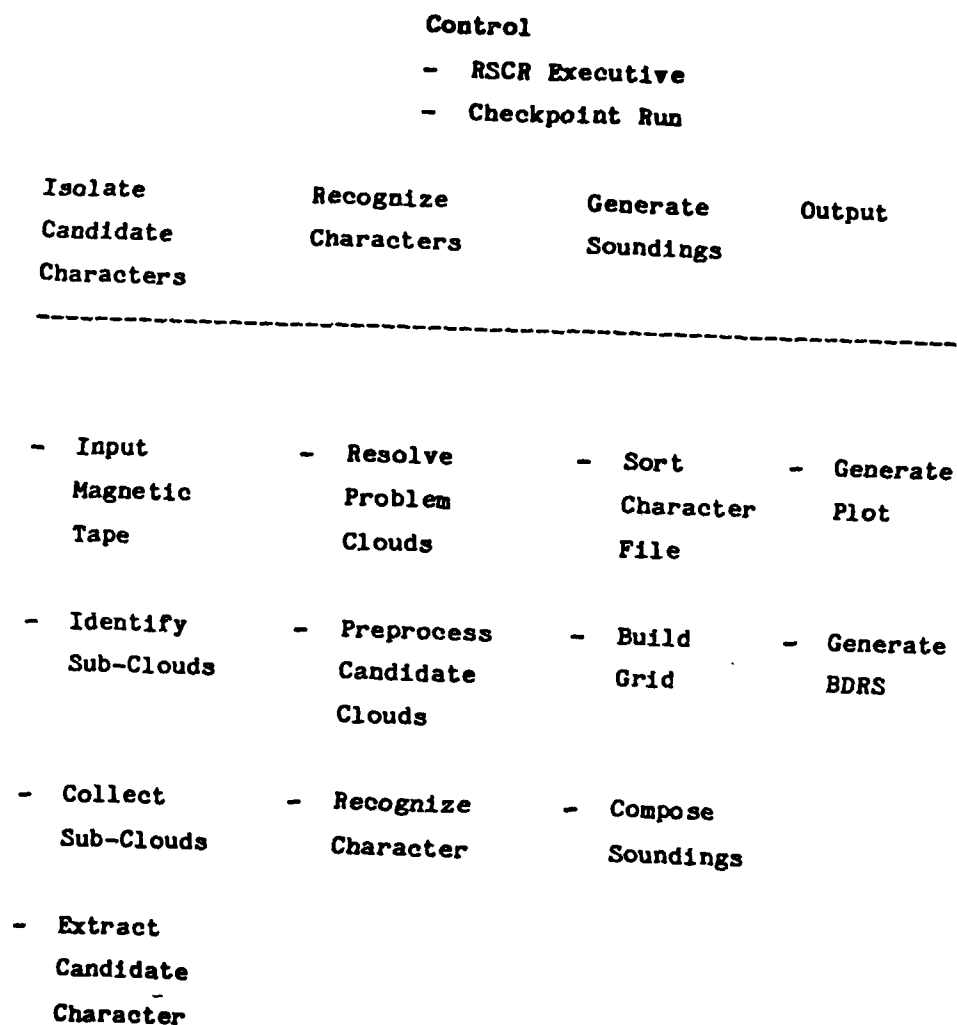 Control
- RSCR Executive
- Checkpoint Run
Isolate Recognize Generate Output
Candidate Characters Soundings
Characters
- Input - Resolve - Sort - Generate
Magnetic Problem Character Plot
Tape Clouds File
- Identify - Preprocess - Build - Generate
Sub-Clouds Candidate Grid BDRS
Clouds
- Collect - Recognize - Compose
Sub-Clouds Character Soundings
- Extract
Candidate
Character